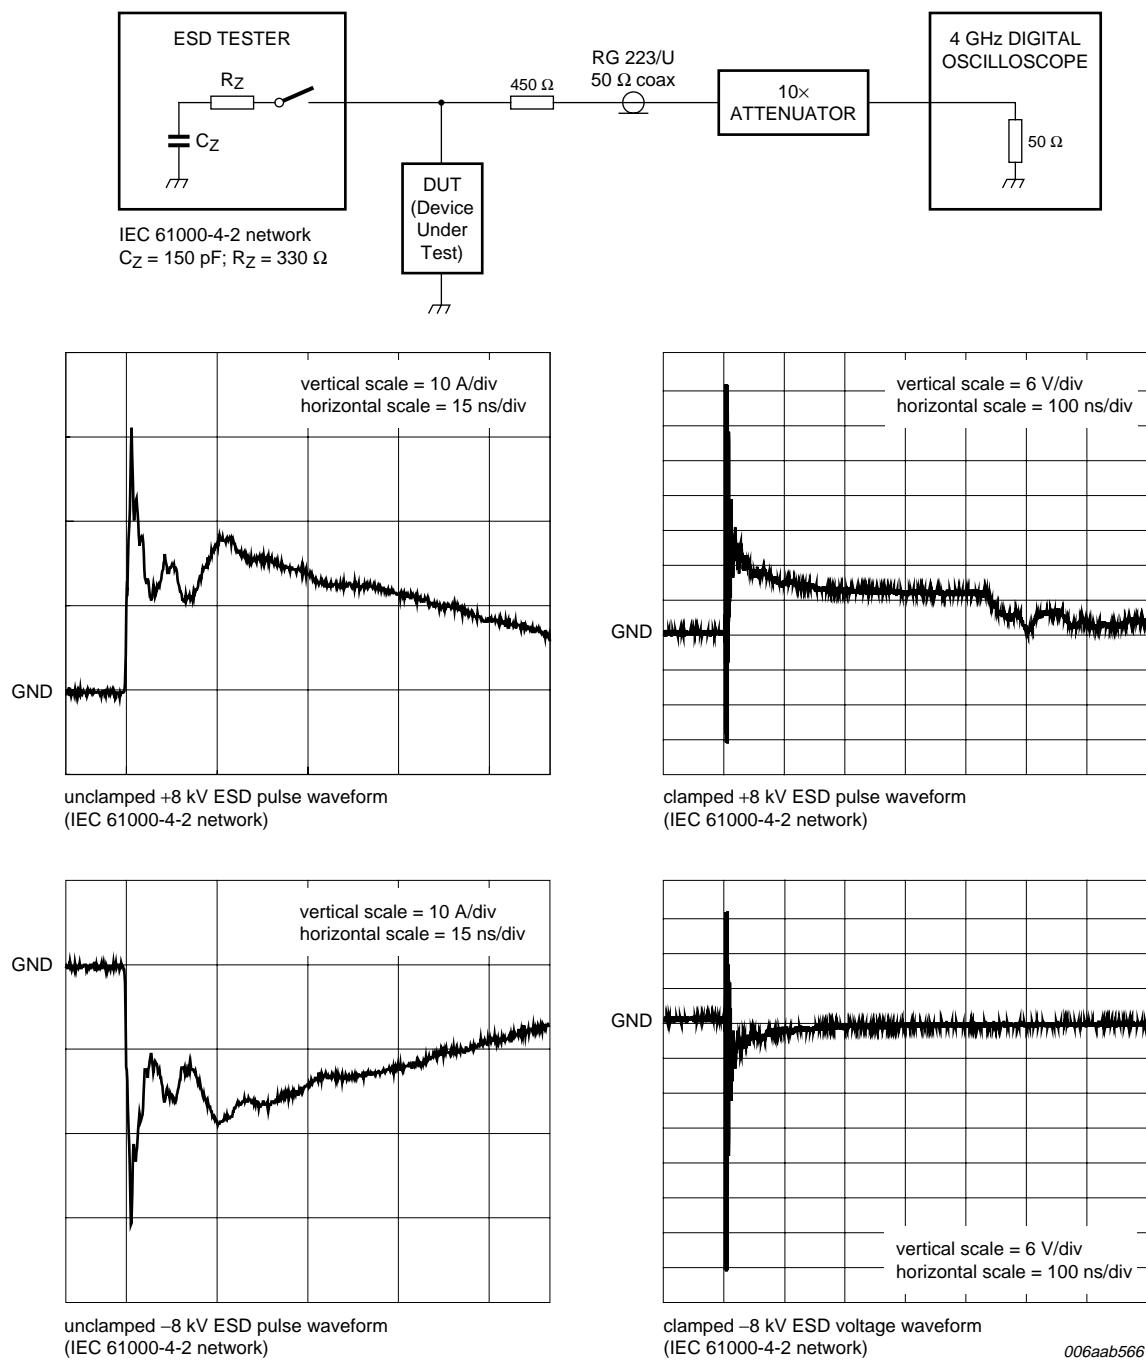 ESD TESTER
RZ
CZ
IEC 61000-4-2 network
CZ = 150 pF; RZ = 330 Ω
DUT
(Device
Under
Test)
450 Ω
RG 223/U
50 Ω coax
10×
ATTENUATOR
4 GHz DIGITAL
OSCILLOSCOPE
50 Ω
vertical scale = 10 A/div
horizontal scale = 15 ns/div
GND
unclamped +8 kV ESD pulse waveform
(IEC 61000-4-2 network)
vertical scale = 6 V/div
horizontal scale = 100 ns/div
GND
clamped +8 kV ESD pulse waveform
(IEC 61000-4-2 network)
vertical scale = 10 A/div
horizontal scale = 15 ns/div
GND
unclamped −8 kV ESD pulse waveform
(IEC 61000-4-2 network)
GND
vertical scale = 6 V/div
horizontal scale = 100 ns/div
clamped −8 kV ESD voltage waveform
(IEC 61000-4-2 network)
006aab566